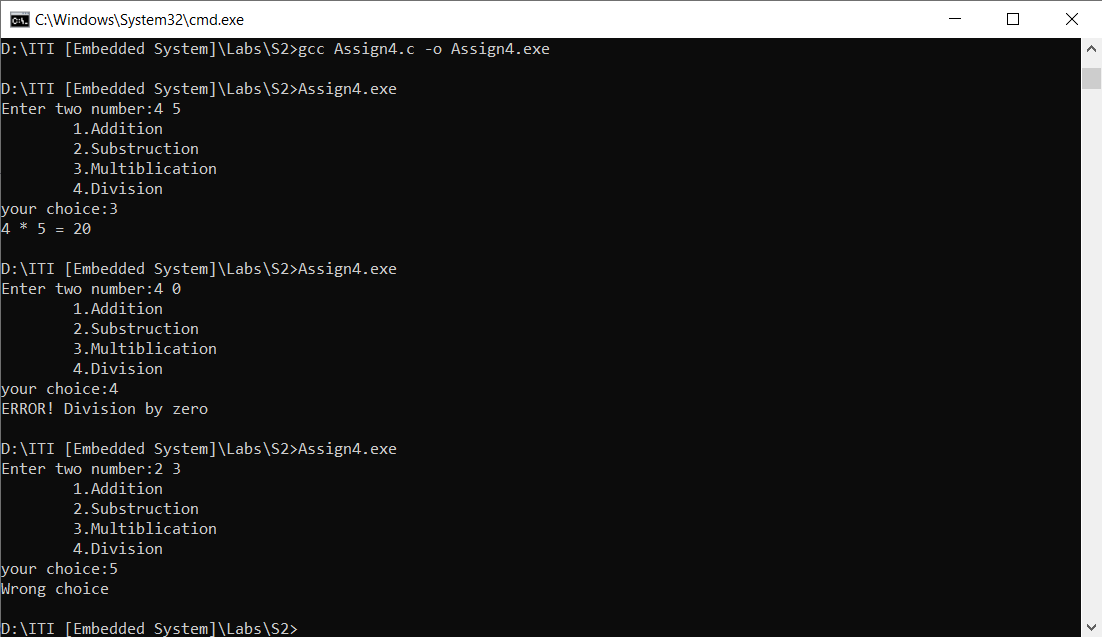 C:\Windows\System32\cmd.exe
D:\ITI [Embedded System]\Labs\S2>gcc Assign4.c -o Assign4.exe
D:\ITI [Embedded System]\Labs\S2>Assign4.exe
Enter two number:4 5
1.Addition
2.Substruction
3.Multiblication
4.Division
your choice:3
4 * 5 = 20
D:\ITI [Embedded System]\Labs\S2>Assign4.exe
Enter two number:4 0
1.Addition
2.Substruction
3.Multiblication
4.Division
your choice:4
ERROR! Division by zero
D:\ITI [Embedded System]\Labs\S2>Assign4.exe
Enter two number:2 3
1.Addition
2.Substruction
3.Multiblication
4.Division
your choice:5
Wrong choice
D:\ITI [Embedded System]\Labs\S2>